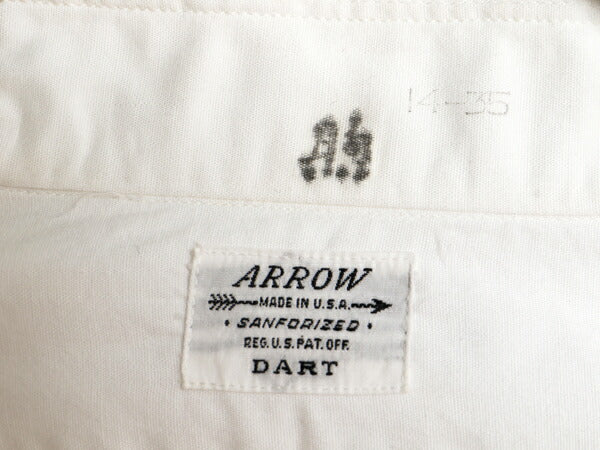 14-35
ARROW
MADE IN U.S.A.
• SANFORIZED •
REG. U.S. PAT. OFF.
DART